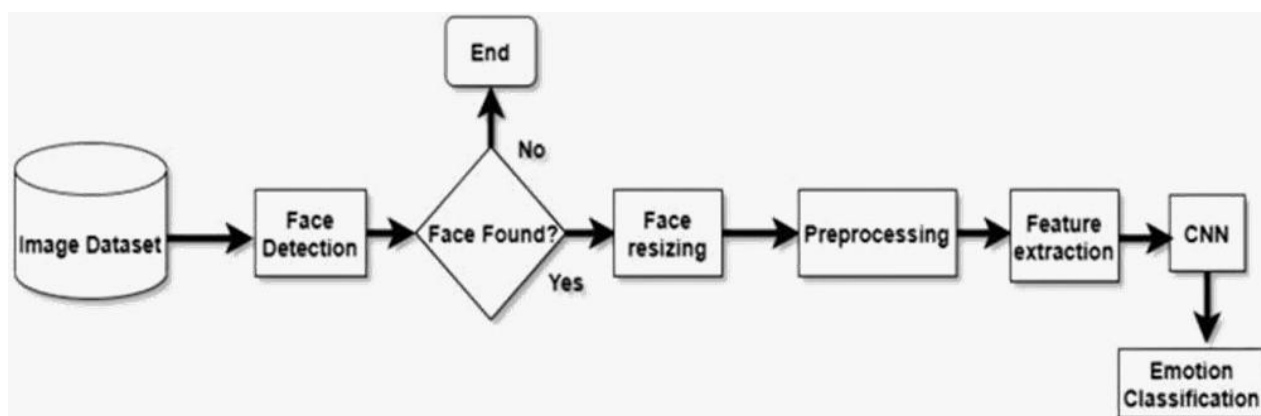 End
No
Image Dataset
Face
Detection
Face Found?
Yes
Face
resizing
Preprocessing
Feature
extraction
CNN
Emotion
Classification